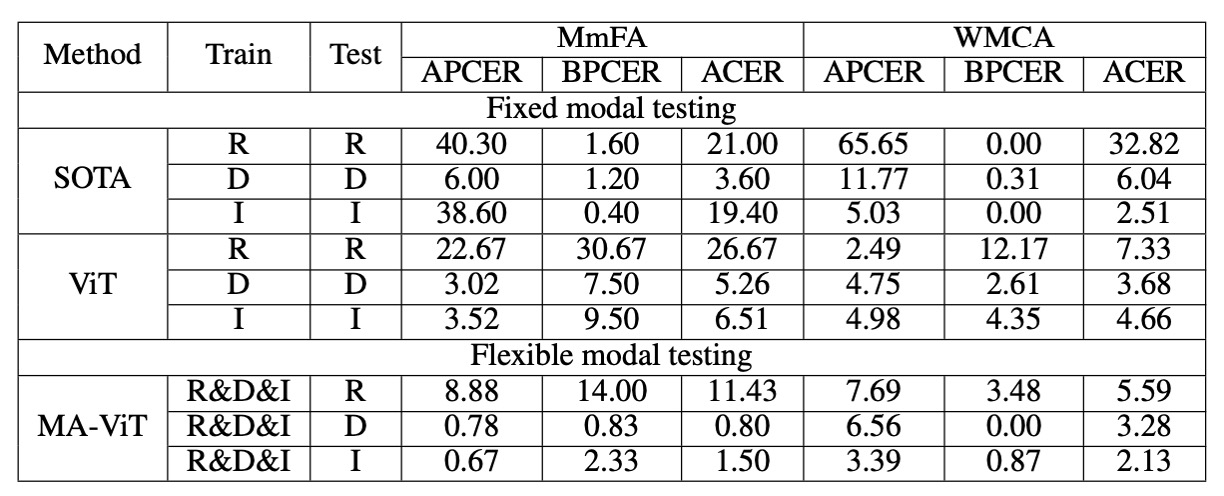 Method Train Test MmFA WMCA
APCER BPCER ACER APCER BPCER ACER
Fixed modal testing
SOTA R R 40.30 1.60 21.00 65.65 0.00 32.82
D D 6.00 1.20 3.60 11.77 0.31 6.04
I I 38.60 0.40 19.40 5.03 0.00 2.51
ViT R R 22.67 30.67 26.67 2.49 12.17 7.33
D D 3.02 7.50 5.26 4.75 2.61 3.68
I I 3.52 9.50 6.51 4.98 4.35 4.66
Flexible modal testing
MA-ViT R&D&I R 8.88 14.00 11.43 7.69 3.48 5.59
R&D&I D 0.78 0.83 0.80 6.56 0.00 3.28
R&D&I I 0.67 2.33 1.50 3.39 0.87 2.13